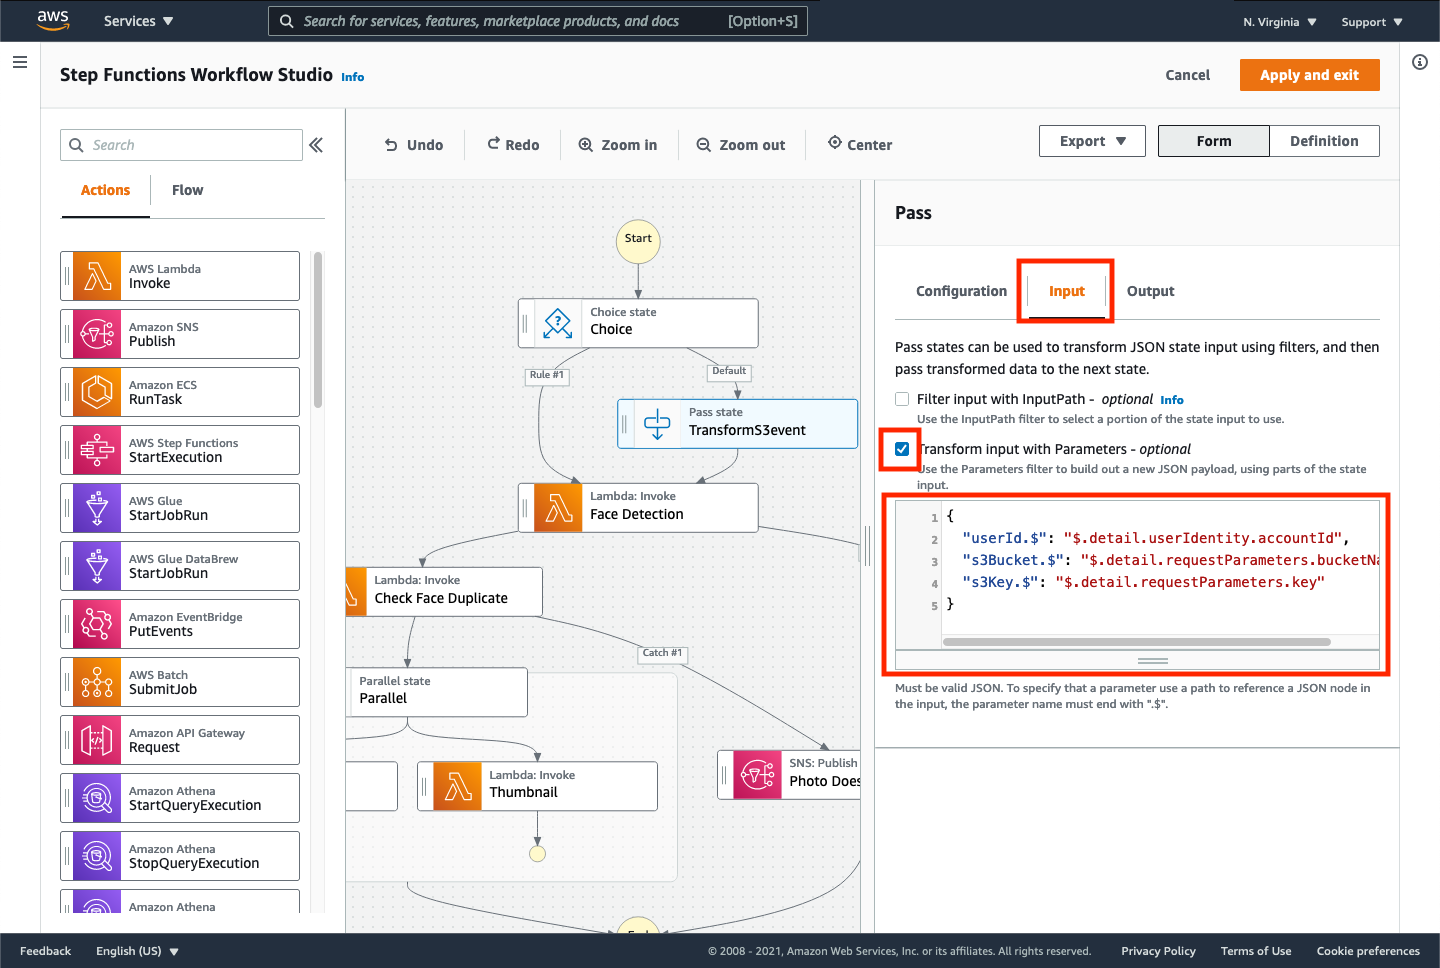 aws
Services
Search for services, features, marketplace products, and docs [Option+S]
N. Virginia
Support
Step Functions Workflow Studio Info
Cancel
Apply and exit
Search
Actions
Flow
AWS Lambda
Invoke
Amazon SNS
Publish
Amazon ECS
RunTask
AWS Step Functions
StartExecution
AWS Glue
StartJobRun
AWS Glue DataBrew
StartJobRun
Amazon EventBridge
PutEvents
AWS Batch
SubmitJob
Amazon API Gateway
Request
Amazon Athena
StartQueryExecution
Amazon Athena
StopQueryExecution
Amazon Athena
Undo
Redo
Zoom in
Zoom out
Center
Export
Form
Definition
Start
Choice state
Choice
Rule #1
Default
Pass state
TransformS3event
Lambda: Invoke
Face Detection
Lambda: Invoke
Check Face Duplicate
Catch #1
Parallel state
Parallel
Lambda: Invoke
Thumbnail
SNS: Publish
Photo Does
Pass
Configuration
Input
Output
Pass states can be used to transform JSON state input using filters, and then
pass transformed data to the next state.
Filter input with InputPath - optional Info
Use the InputPath filter to select a portion of the state input to use.
Transform input with Parameters - optional
Use the Parameters filter to build out a new JSON payload, using parts of the state
input.
1 {
2 "userId.$": "$.detail.userIdentity.accountId",
3 "s3Bucket.$": "$.detail.requestParameters.bucketNa
4 "s3Key.$": "$.detail.requestParameters.key"
5 }
Must be valid JSON. To specify that a parameter use a path to reference a JSON node in
the input, the parameter name must end with ".$".
Feedback
English (US)
© 2008 - 2021, Amazon Web Services, Inc. or its affiliates. All rights reserved.
Privacy Policy
Terms of Use
Cookie preferences